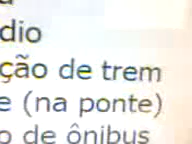 dio
ção de trem
e (na ponte)
o de ônibus